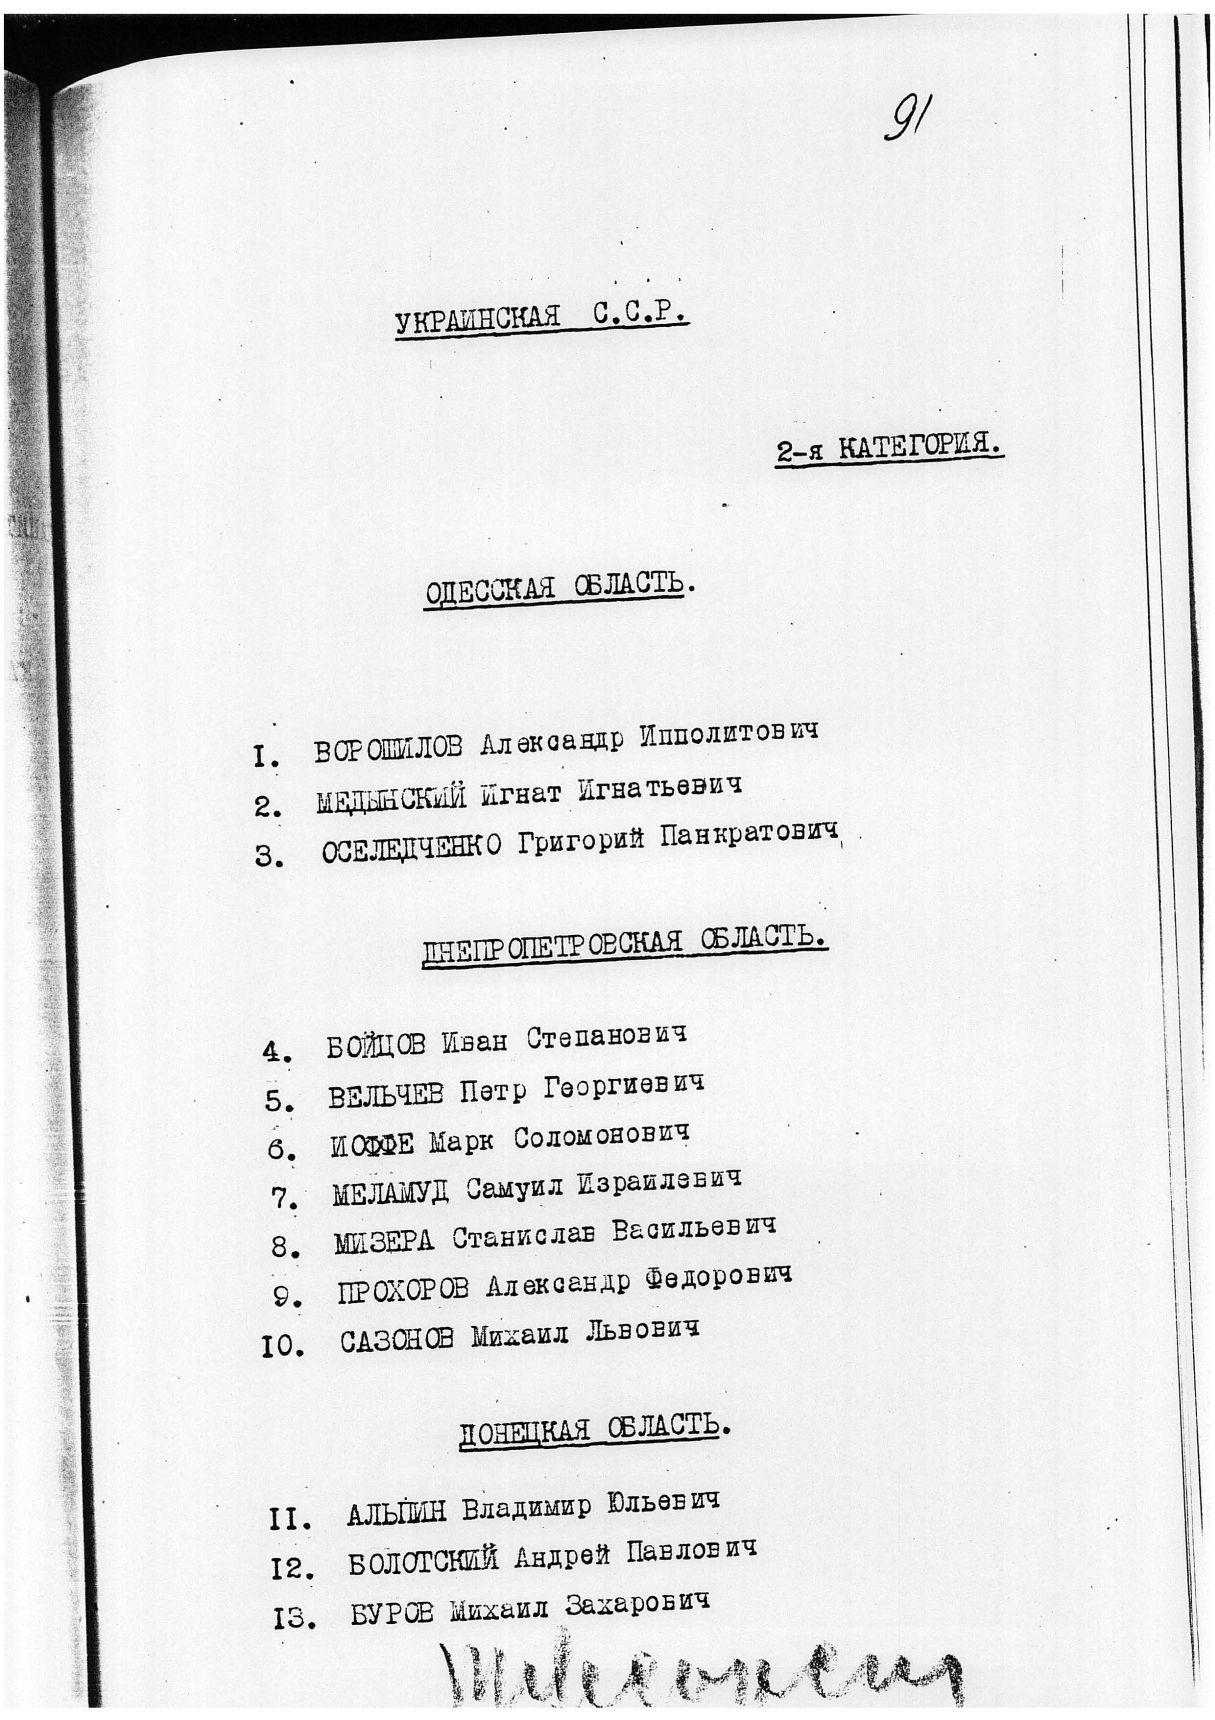 91
УКРАИНСКАЯ С.С.Р.
2-я КАТЕГОРИЯ.
ОДЕССКАЯ ОБЛАСТЬ.
I. ВОРОШИЛОВ Александр Ипполитович
2. МЕДЫНСКИЙ Игнат Игнатьевич
3. ОСЕЛЕДЧЕНКО Григорий Панкратович
ДНЕПРОПЕТРОВСКАЯ ОБЛАСТЬ.
4. БОЙЦОВ Иван Степанович
5. ВЕЛЬЧЕВ Петр Георгиевич
6. ИОФФЕ Марк Соломонович
7. МЕЛАМУД Самуил Израилевич
8. МИЗЕРА Станислав Васильевич
9. ПРОХОРОВ Александр Федорович
IO. САЗОНОВ Михаил Львович
ДОНЕЦКАЯ ОБЛАСТЬ.
II. АЛЬПИН Владимир Юльевич
I2. БОЛОТСКИЙ Андрей Павлович
I3. БУРОВ Михаил Захарович